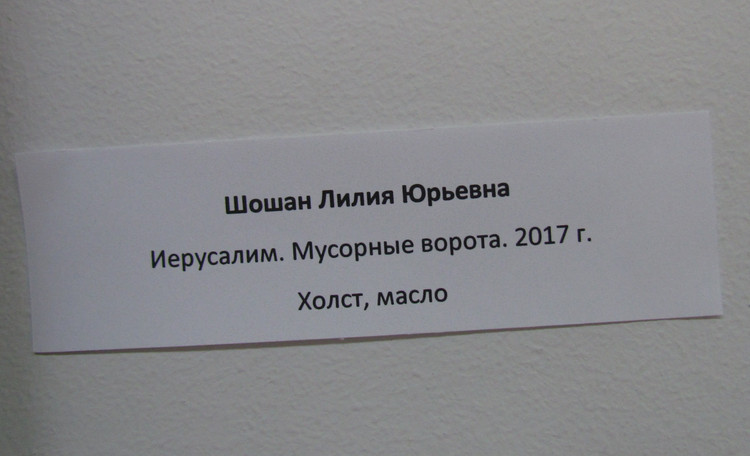 Шошан Лилия Юрьевна
Иерусалим. Мусорные ворота. 2017 г.
Холст, масло